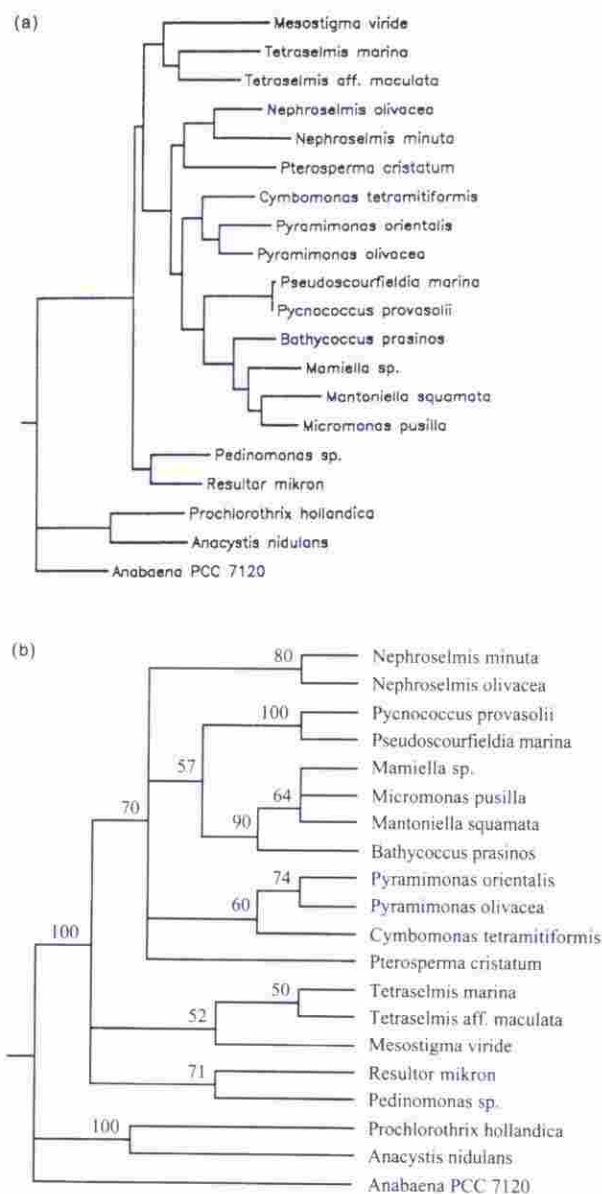 (a)
Mesostigma viride
Tetraselmis marina
Tetraselmis aff. maculata
Nephroselmis olivacea
Nephroselmis minuta
Pterosperma cristatum
Cymbomonas tetramitiformis
Pyramimonas orientalis
Pyramimonas olivacea
Pseudoscourfieldia marina
Pycnococcus provasolii
Bathycoccus prasinos
Mamiella sp.
Mantoniella squamata
Micromonas pusilla
Pedinomonas sp.
Resultor mikron
Prochlorothrix hollandica
Anacystis nidulans
Anabaena PCC 7120
(b)
80
Nephroselmis minuta
Nephroselmis olivacea
100
Pycnococcus provasolii
Pseudoscourfieldia marina
57
Mamiella sp.
64
Micromonas pusilla
70
Mantoniella squamata
90
Bathycoccus prasinos
74
Pyramimonas orientalis
60
Pyramimonas olivacea
Cymbomonas tetramitiformis
100
Pterosperma cristatum
50
Tetraselmis marina
52
Tetraselmis aff. maculata
Mesostigma viride
71
Resultor mikron
Pedinomonas sp.
100
Prochlorothrix hollandica
Anacystis nidulans
Anabaena PCC 7120